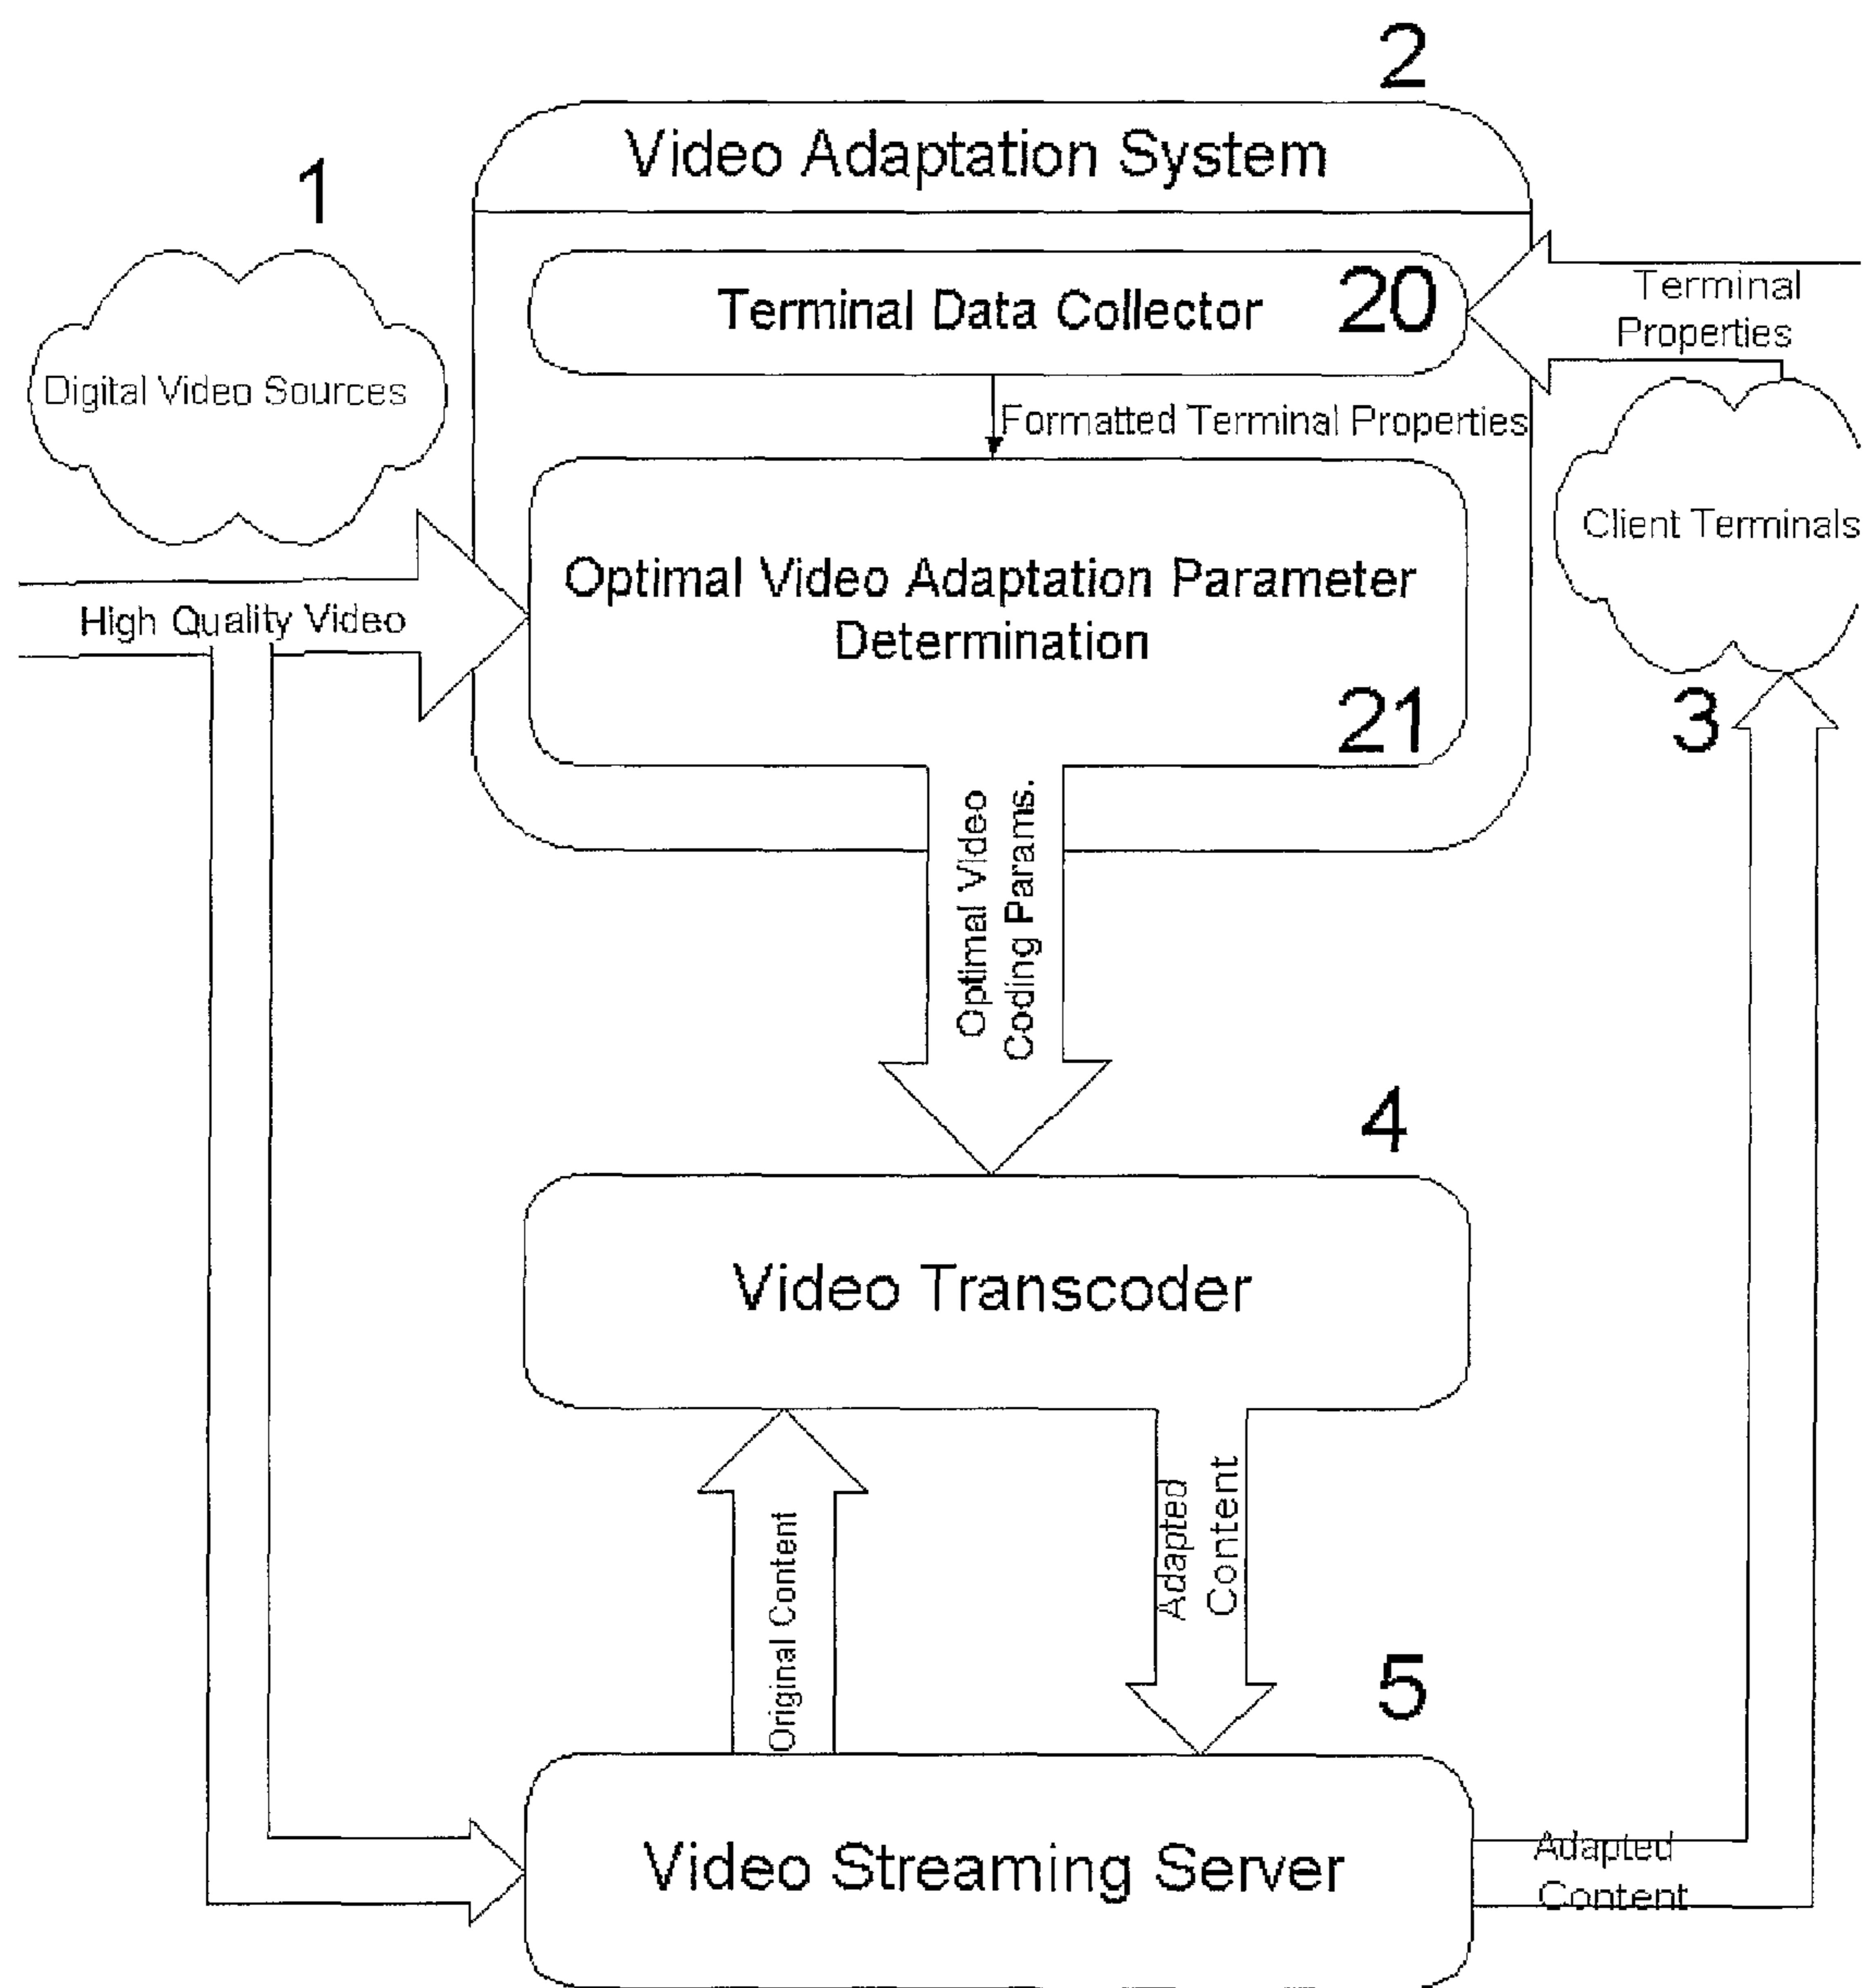 2
Video Adaptation System
1
Terminal Data Collector
20
Terminal
Properties
Digital Video Sources
Formatted Terminal Properties
Client Terminals
Optimal Video Adaptation Parameter
Determination
High Quality Video
21
3
Optimal Video
Coding Params.
4
Video Transcoder
Original Content
Adapted
Content
5
Video Streaming Server
Adapted
Content